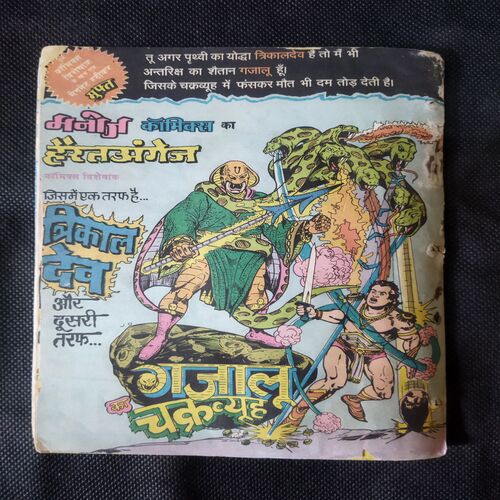 कॉमिक्स
विशेषांक
मुफ्त
तू अगर पृथ्वी का योद्धा त्रिकालदेव है तो मैं भी
अन्तरिक्ष का शैतान गजालू हूँ।
जिसके चक्रव्यूह में फंसकर मौत भी दम तोड़ देती है।
मनोज कॉमिक्स का
हैरतअंगेज
कॉमिक्स विशेषांक
जिसमें एक तरफ है...
त्रिकाल
देव
और
दूसरी
तरफ...
गजालू
का
चक्रव्यूह